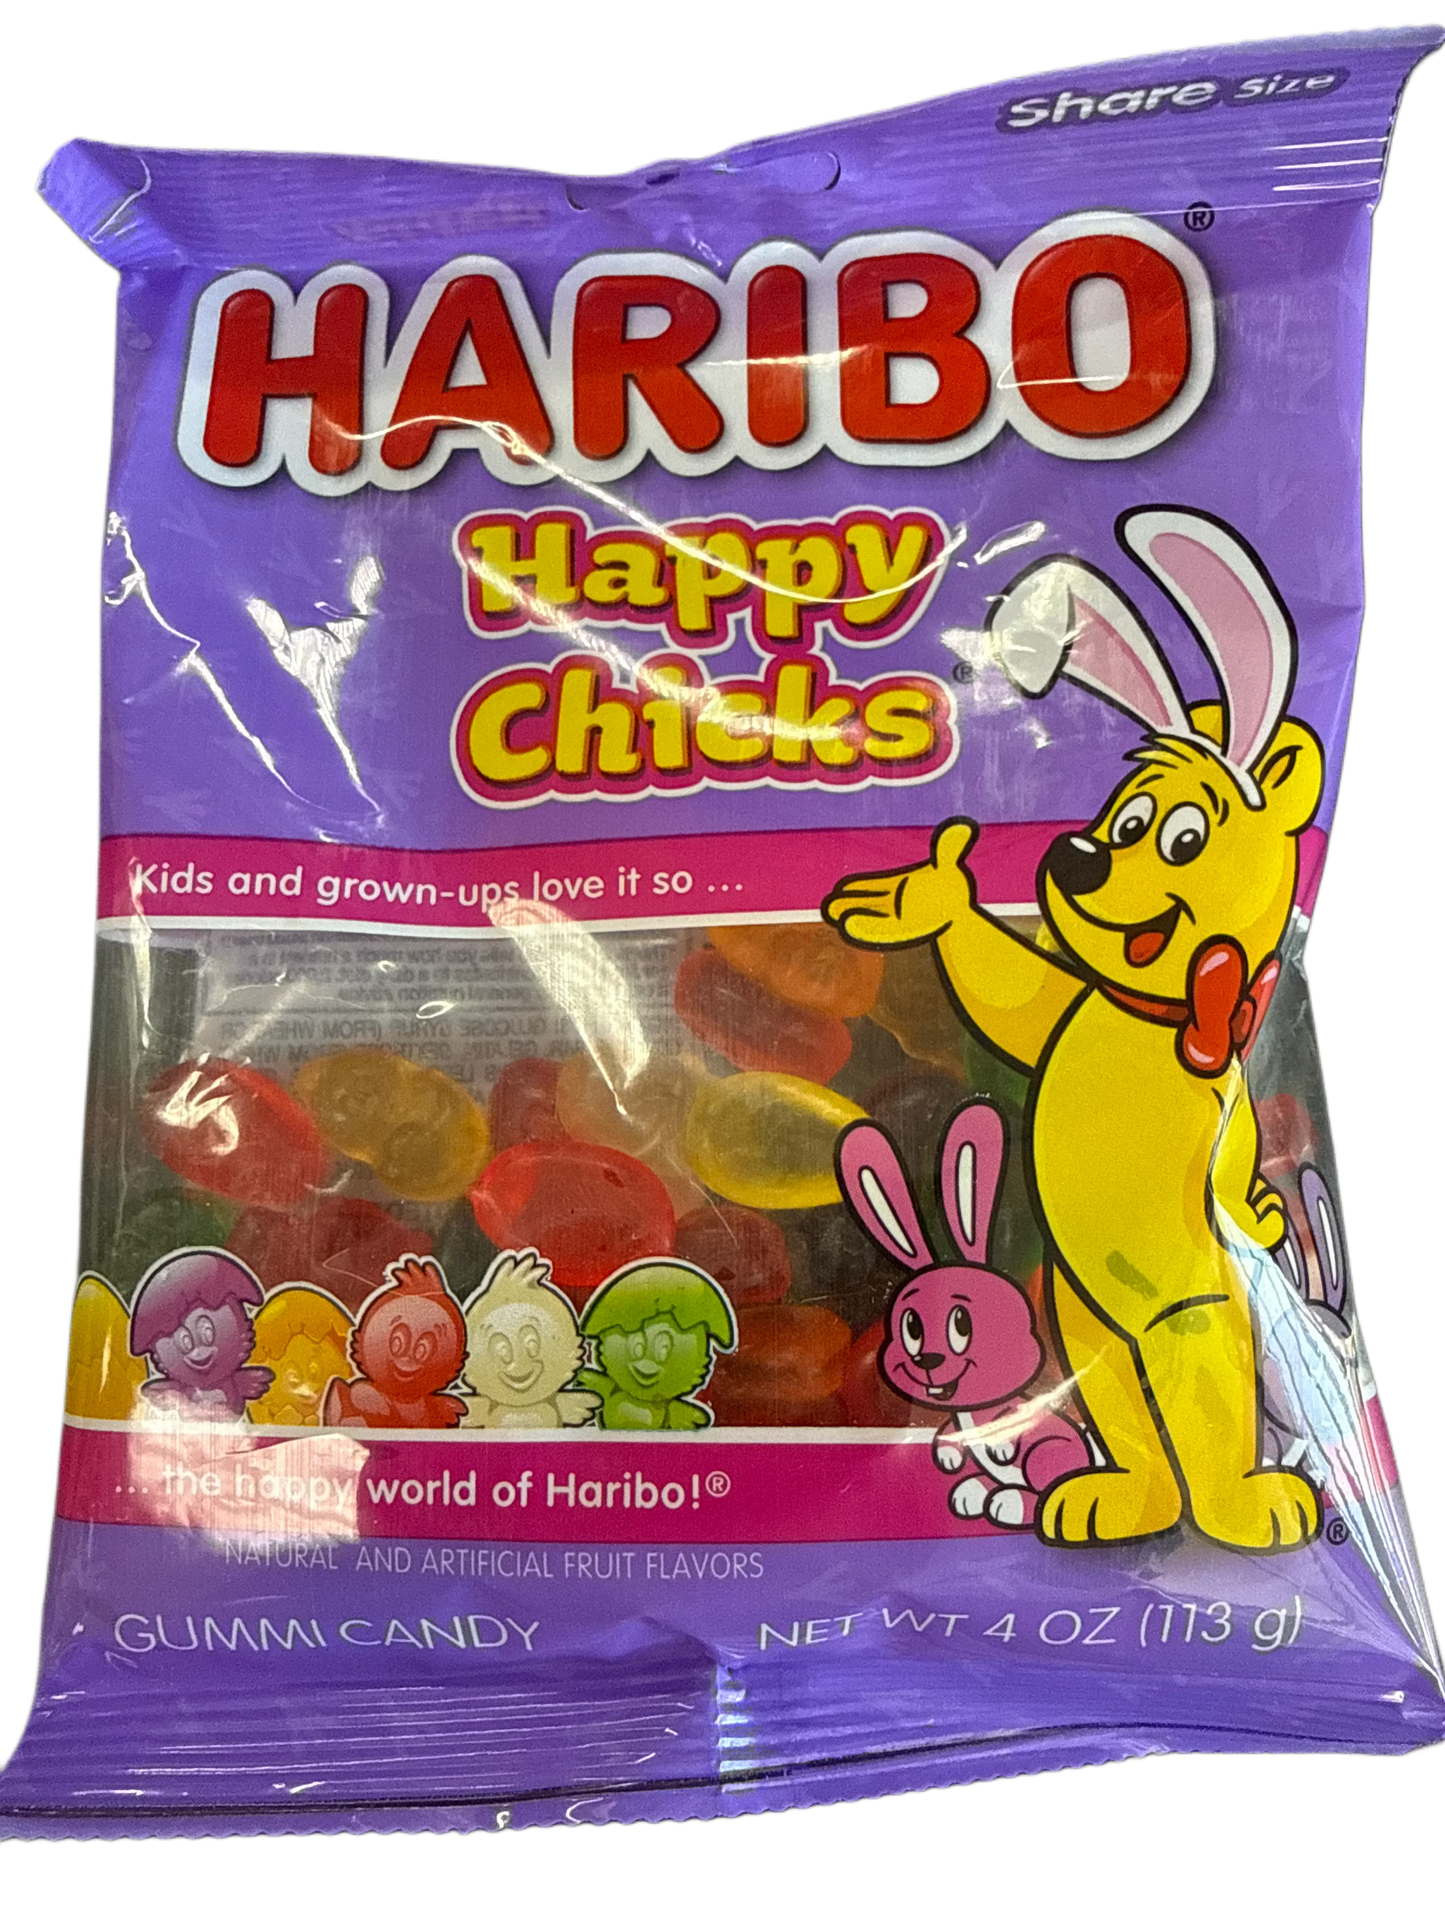 Share Size
HARIBO®
Happy
Chicks®
Kids and grown-ups love it so ...
... the happy world of Haribo!®
®
NATURAL AND ARTIFICIAL FRUIT FLAVORS
GUMMI CANDY
NET WT 4 OZ (113 g)